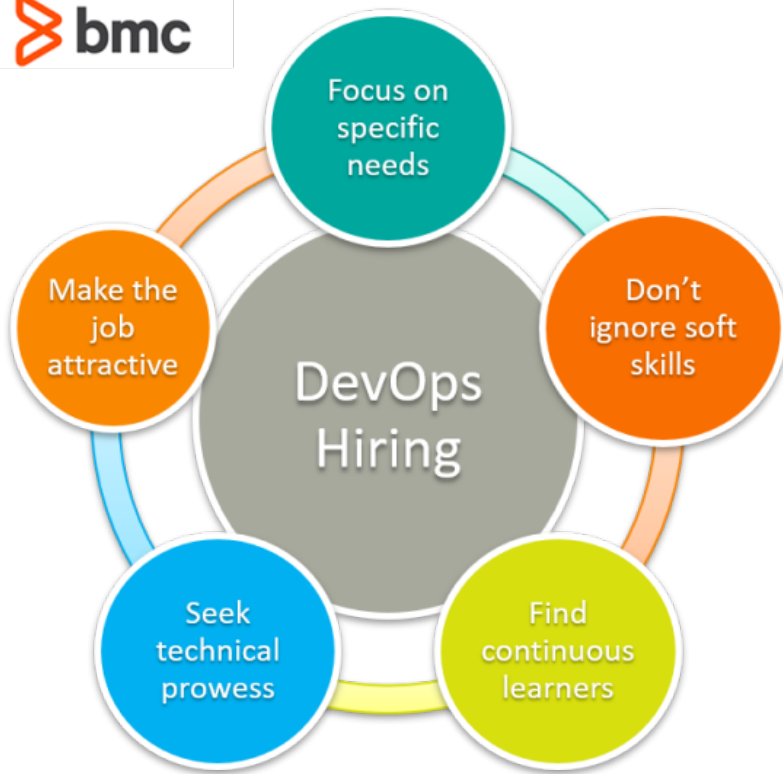 bmc
Focus on
specific
needs
Don't
ignore soft
skills
Find
continuous
learners
Seek
technical
prowess
Make the
job
attractive
DevOps
Hiring